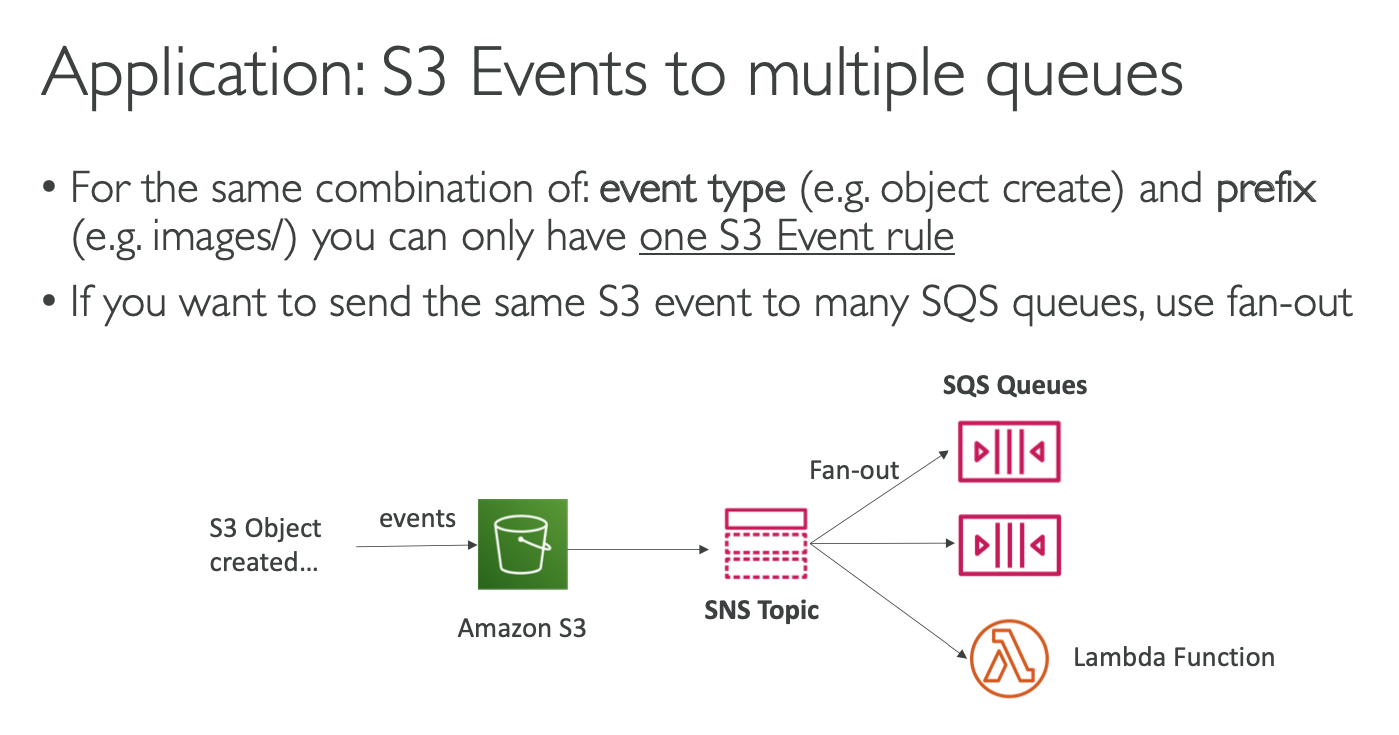 Application: S3 Events to multiple queues
• For the same combination of: event type (e.g. object create) and prefix
(e.g. images/) you can only have one S3 Event rule
• If you want to send the same S3 event to many SQS queues, use fan-out
SQS Queues
Fan-out
events
S3 Object
created...
SNS Topic
Amazon S3
Lambda Function